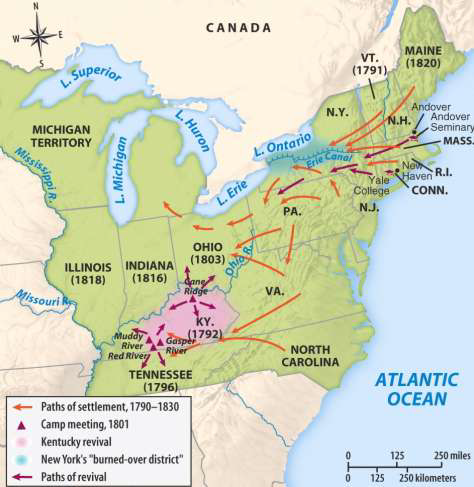 N
W
E
S
CANADA
MAINE
(1820)
VT.
(1791)
L. Superior
N.Y.
N.H.
Andover
Andover
Seminary
MASS.
L. Huron
L. Ontario
Erie Canal
MICHIGAN
TERRITORY
L. Michigan
Mississippi R.
R.I.
New
Haven
Yale
College
CONN.
L. Erie
PA.
N.J.
OHIO
(1803)
Ohio R.
ILLINOIS
(1818)
INDIANA
(1816)
Cane
Ridge
VA.
Missouri R.
KY.
(1792)
Muddy
River
Gasper
River
Red River
NORTH
CAROLINA
TENNESSEE
(1796)
ATLANTIC
OCEAN
Paths of settlement, 1790–1830
Camp meeting, 1801
Kentucky revival
New York's "burned-over district"
Paths of revival
0 125 250 miles
0 125 250 kilometers